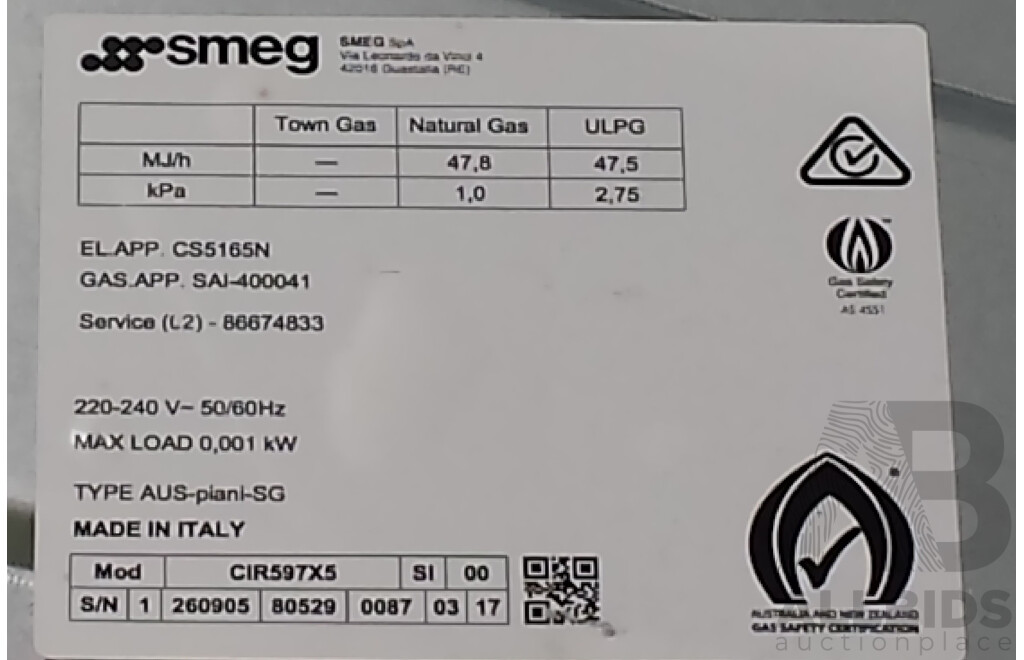 smeg
SMEG SpA
Via Leonardo da Vinci 4
42016 Guastalla (RE)
Town Gas Natural Gas ULPG
MJ/h — 47,8 47,5
kPa — 1,0 2,75
Gas Safety
Certified
AS 4551
EL.APP. CS5165N
GAS.APP. SAI-400041
Service (L2) - 86674833
220-240 V~ 50/60Hz
MAX LOAD 0,001 kW
TYPE AUS-piani-SG
MADE IN ITALY
Mod CIR597X5 SI 00
S/N 1 260905 80529 0087 03 17
AUSTRALIA AND NEW ZEALAND
GAS SAFETY CERTIFICATION
AB
ALLBIDS
auctionplace